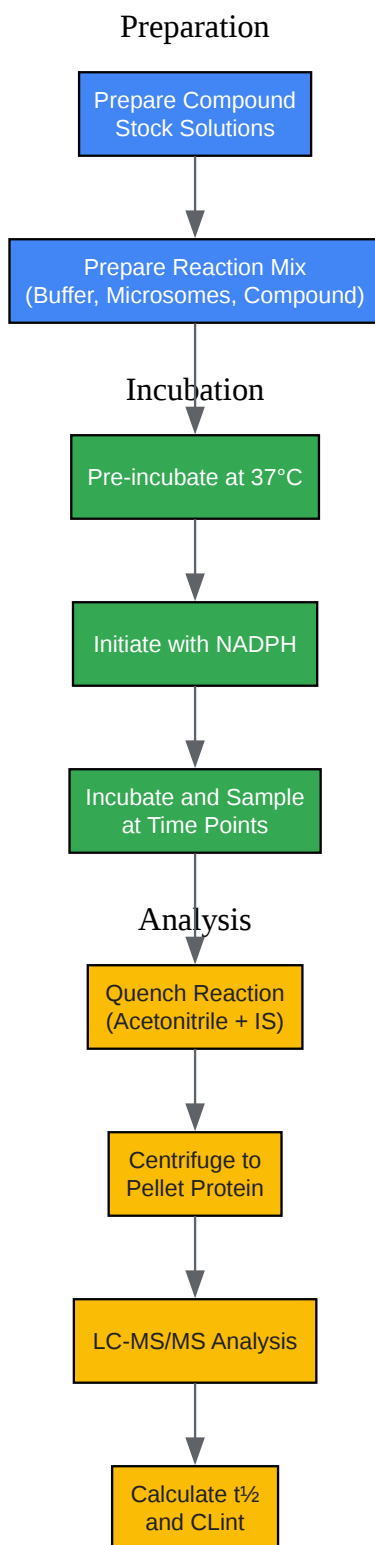 Preparation
Prepare Compound
Stock Solutions
Prepare Reaction Mix
(Buffer, Microsomes, Compound)
Incubation
Pre-incubate at 37°C
Initiate with NADPH
Incubate and Sample
at Time Points
Analysis
Quench Reaction
(Acetonitrile + IS)
Centrifuge to
Pellet Protein
LC-MS/MS Analysis
Calculate t½
and CLint